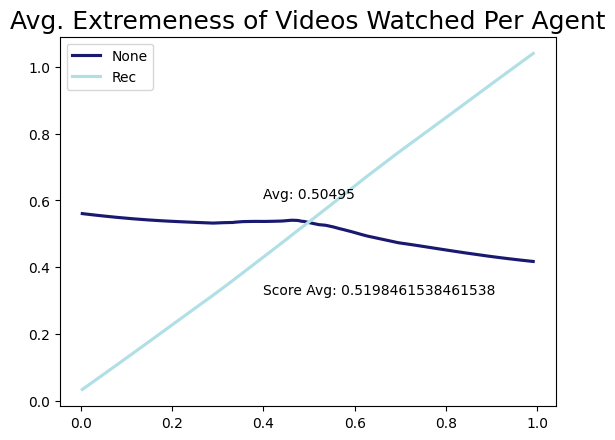 Avg. Extremeness of Videos Watched Per Agent
None
Rec
Avg: 0.50495
Score Avg: 0.5198461538461538
1.0
0.8
0.6
0.4
0.2
0.0
0.0 0.2 0.4 0.6 0.8 1.0